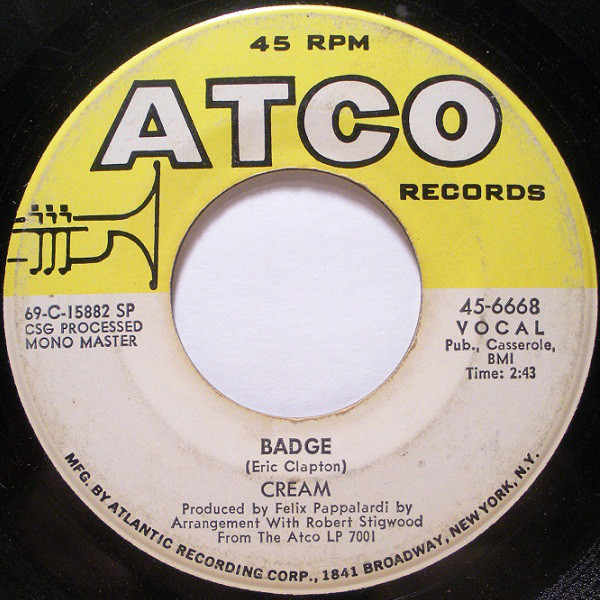 45 RPM
ATCO
RECORDS
69-C-15882 SP
CSG PROCESSED
MONO MASTER
45-6668
VOCAL
Pub., Casserole,
BMI
Time: 2:43
BADGE
(Eric Clapton)
CREAM
Produced by Felix Pappalardi by
Arrangement With Robert Stigwood
From The Atco LP 7001
MFG. BY ATLANTIC RECORDING CORP., 1841 BROADWAY, NEW YORK, N.Y.